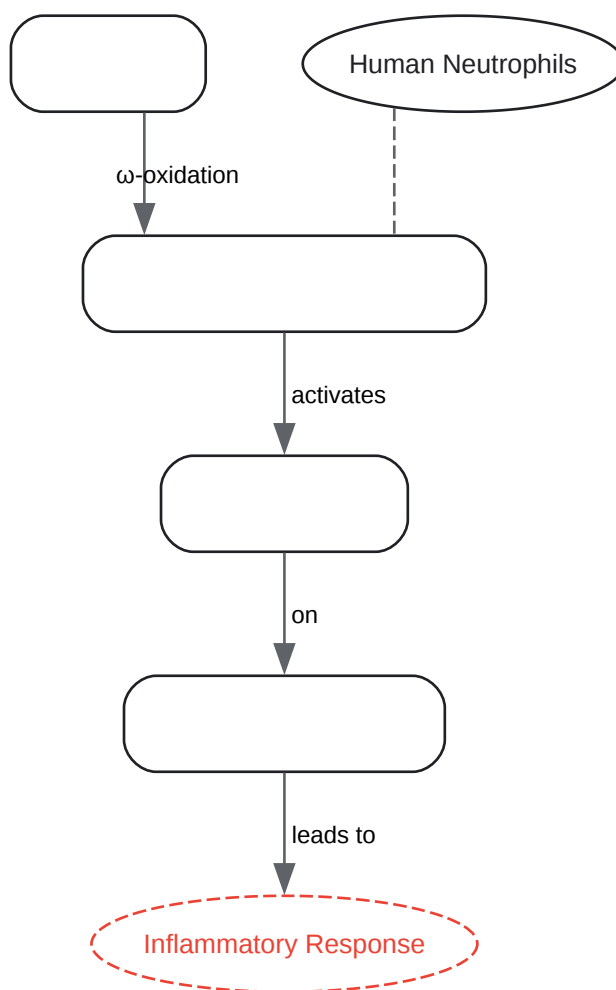 Human Neutrophils
ω-oxidation
activates
on
leads to
Inflammatory Response